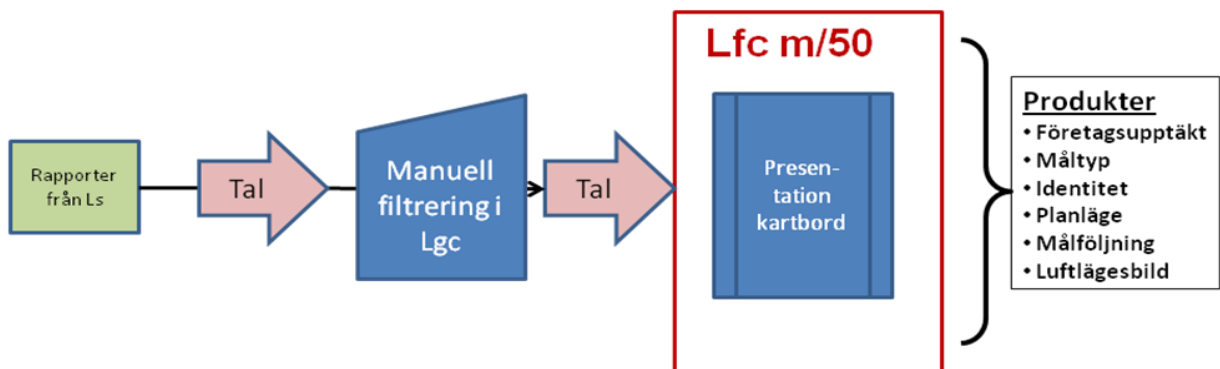 Rapporter
från Ls
Tal
Manuell
filtrering i
Lgc
Tal
Lfc m/50
Presen-
tation
kartbord
Produkter
• Företagsupptäkt
• Måltyp
• Identitet
• Planläge
• Målföljning
• Luftlägesbild